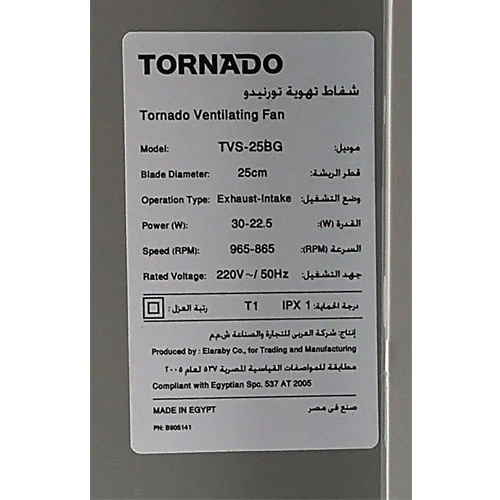 TORNADO
شفاط تهوية تورنيدو
Tornado Ventilating Fan
Model: TVS-25BG موديل:
Blade Diameter: 25cm قطر الريشة:
Operation Type: Exhaust-Intake وضع التشغيل:
Power (W): 30-22.5 القدرة (W):
Speed (RPM): 965-865 السرعة (RPM):
Rated Voltage: 220V~/ 50Hz جهد التشغيل:
رتبة العزل: T1 IPX 1 درجة الحماية:
إنتاج: شركة العربى للتجارة والصناعة ش.م.م
Produced by : Elaraby Co., for Trading and Manufacturing
مطابقة للمواصفات القياسية المصرية ٥٣٧ لعام ٢٠٠٥
Compliant with Egyptian Spc. 537 AT 2005
MADE IN EGYPT صنع فى مصر
PN: B905141